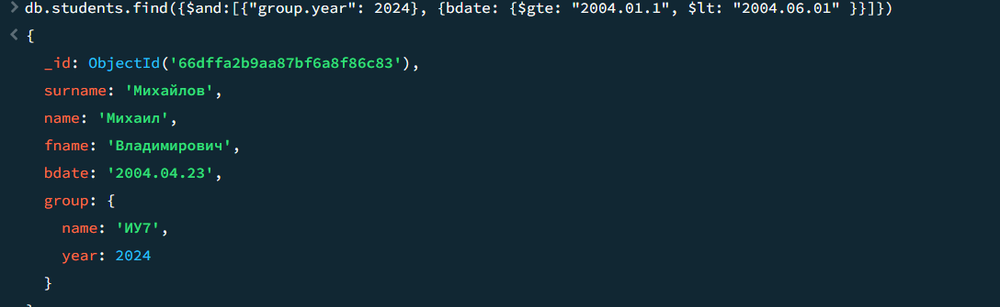 > db.students.find({$and:[{"group.year": 2024}, {bdate: {$gte: "2004.01.1", $lt: "2004.06.01" }}]})
< {
_id: ObjectId('66dffa2b9aa87bf6a8f86c83'),
surname: 'Михайлов',
name: 'Михаил',
fname: 'Владимирович',
bdate: '2004.04.23',
group: {
name: 'ИУ7',
year: 2024
}